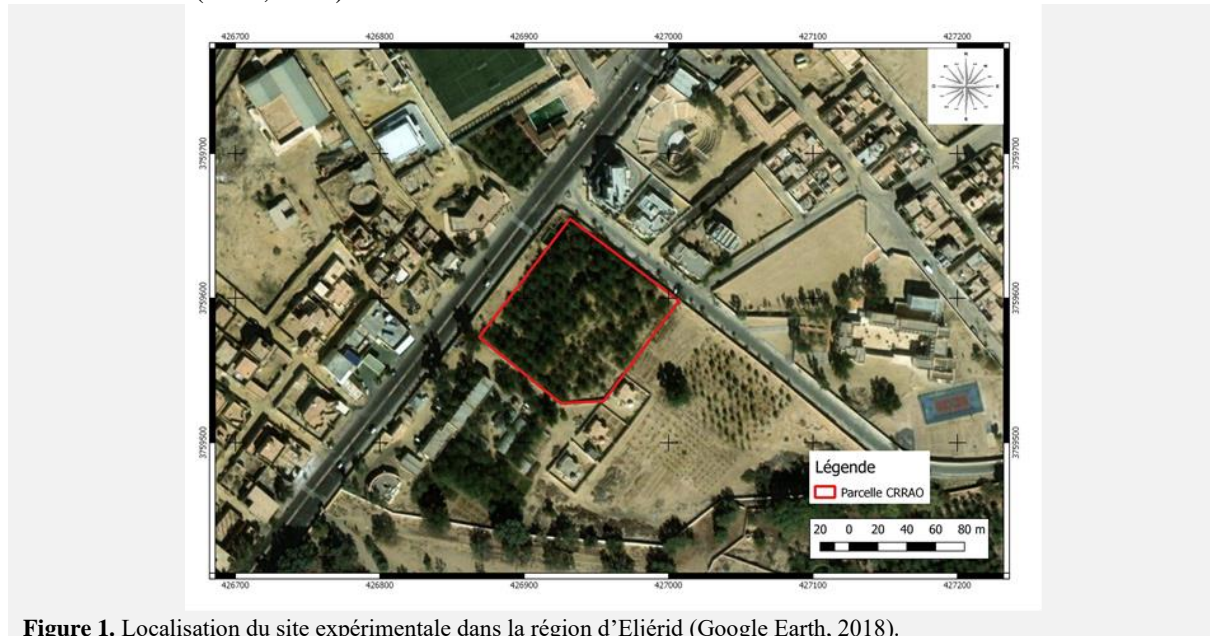 426700 426800 426900 427000 427100 427200
3759700 3759700
3759600 3759600
3759500 3759500
Légende
Parcelle CRRAO
20 0 20 40 60 80 m
426700 426800 426900 427000 427100 427200
Figure 1. Localisation du site expérimentale dans la région d’Eljérid (Google Earth, 2018).